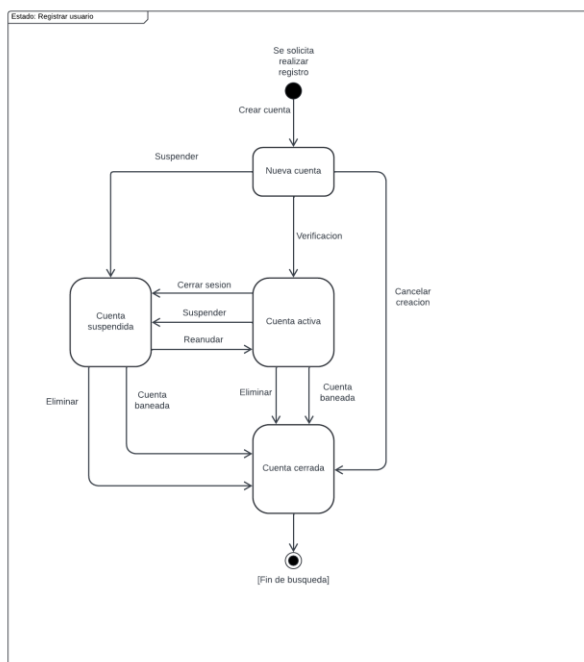 Estado: Registrar usuario
Se solicita
realizar
registro
Crear cuenta
Suspender
Nueva cuenta
Verificacion
Cancelar
creacion
Cerrar sesion
Cuenta
suspendida
Suspender
Cuenta activa
Reanudar
Eliminar
Cuenta
baneada
Eliminar
Cuenta
baneada
Cuenta cerrada
[Fin de busqueda]